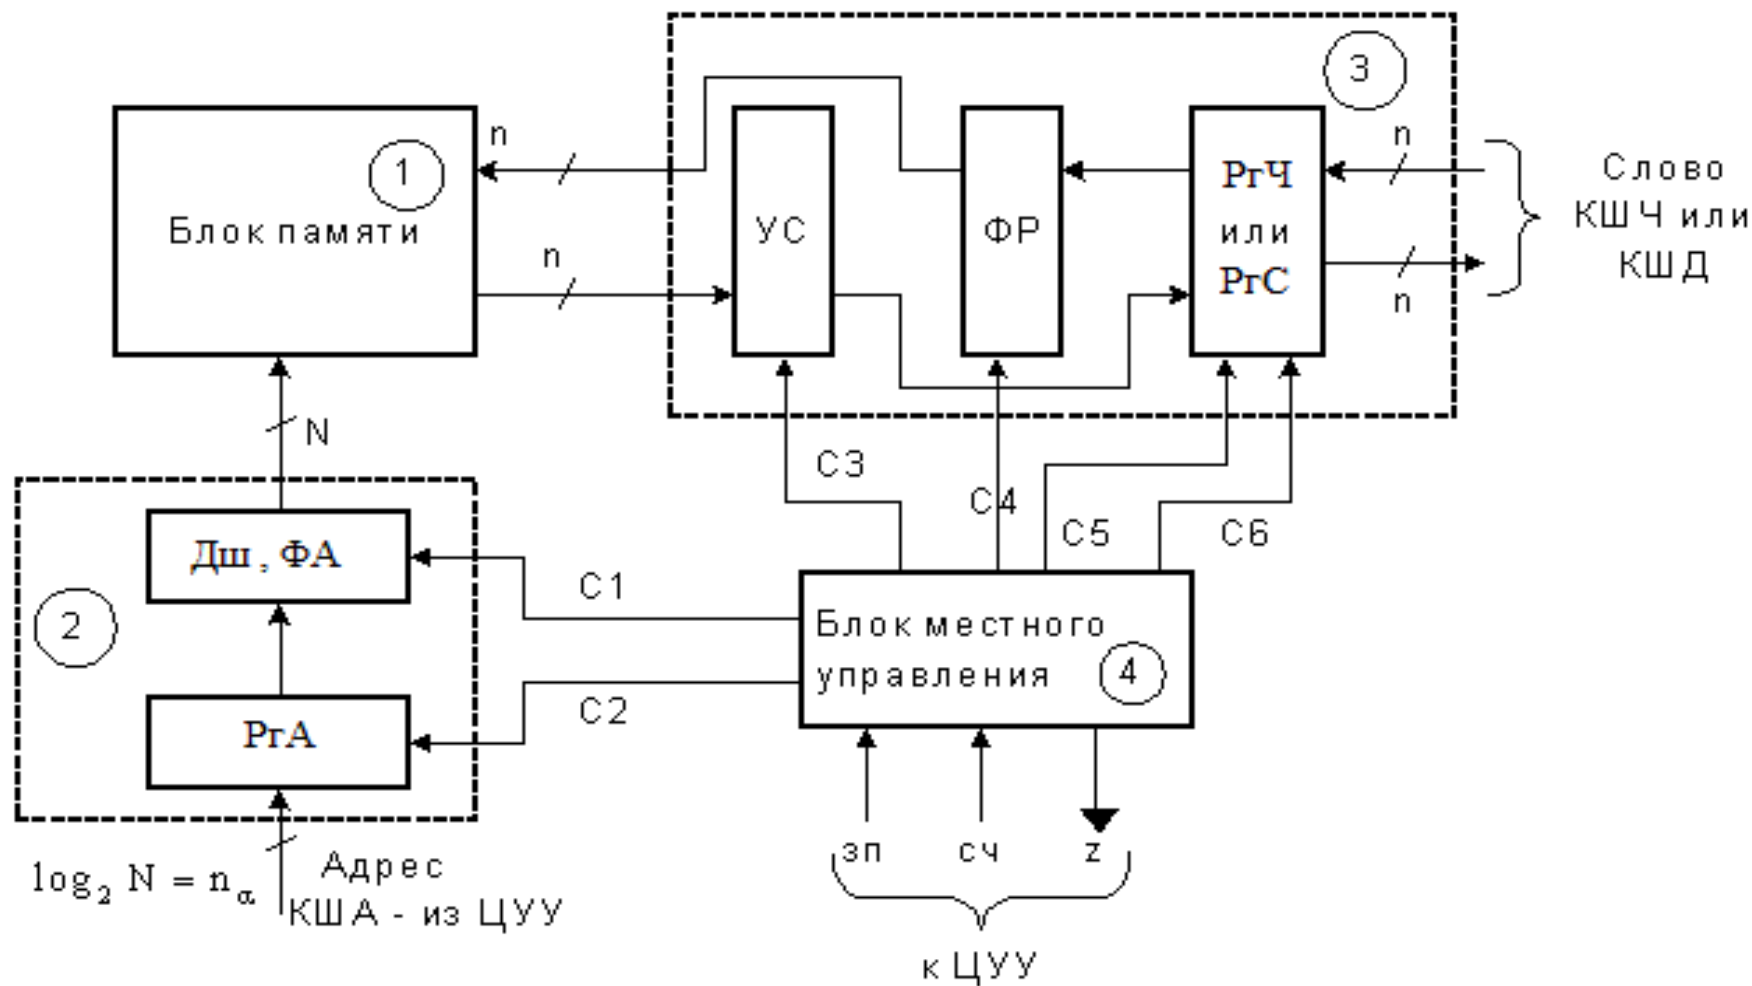 3
n
1
Блок памяти
n
УС
ФР
РгЧ
или
РгС
n
n
Слово
КШЧ или
КШД
N
C3
C4
C5
C6
2
Дш , ФА
C1
РгА
C2
Блок местного
управления
4
log₂ N = nα
Адрес
КША - из ЦУУ
зп
сч
z
к ЦУУ